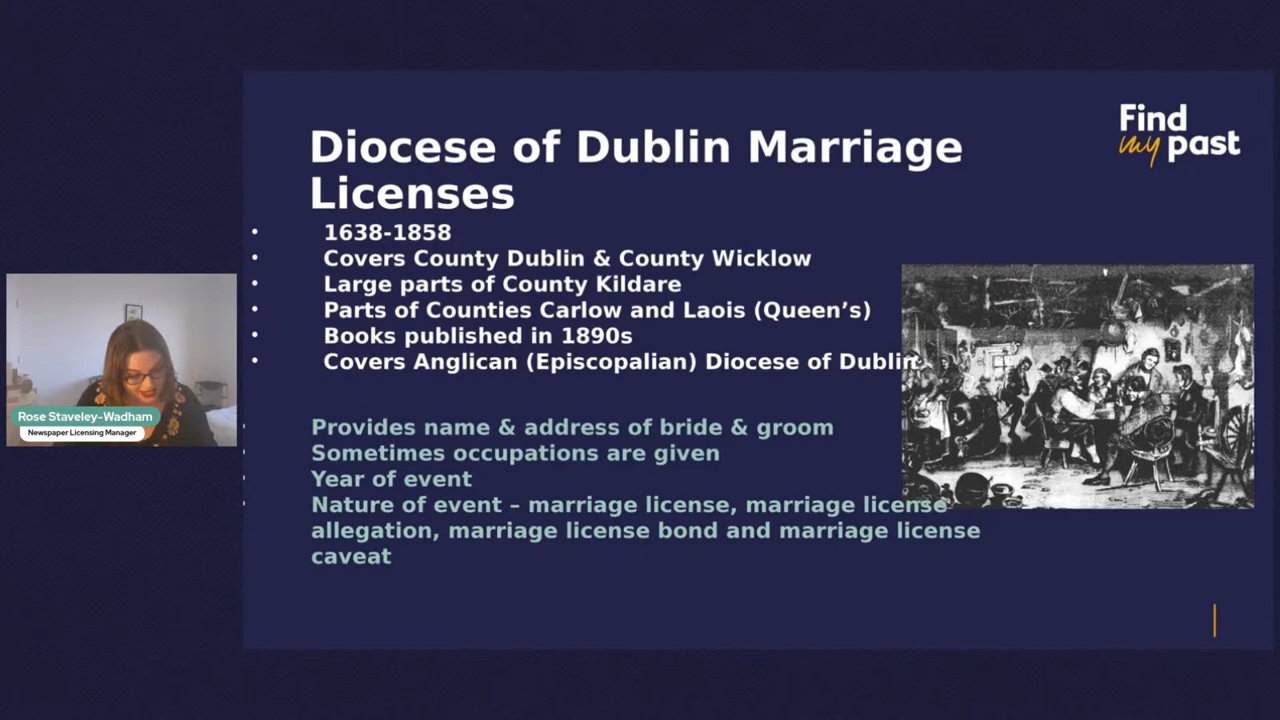 Find
my past
Diocese of Dublin Marriage
Licenses
• 1638-1858
• Covers County Dublin & County Wicklow
• Large parts of County Kildare
• Parts of Counties Carlow and Laois (Queen’s)
• Books published in 1890s
• Covers Anglican (Episcopalian) Diocese of Dublin
Provides name & address of bride & groom
Sometimes occupations are given
Year of event
Nature of event – marriage license, marriage license
allegation, marriage license bond and marriage license
caveat
Rose Staveley-Wadham
Newspaper Licensing Manager